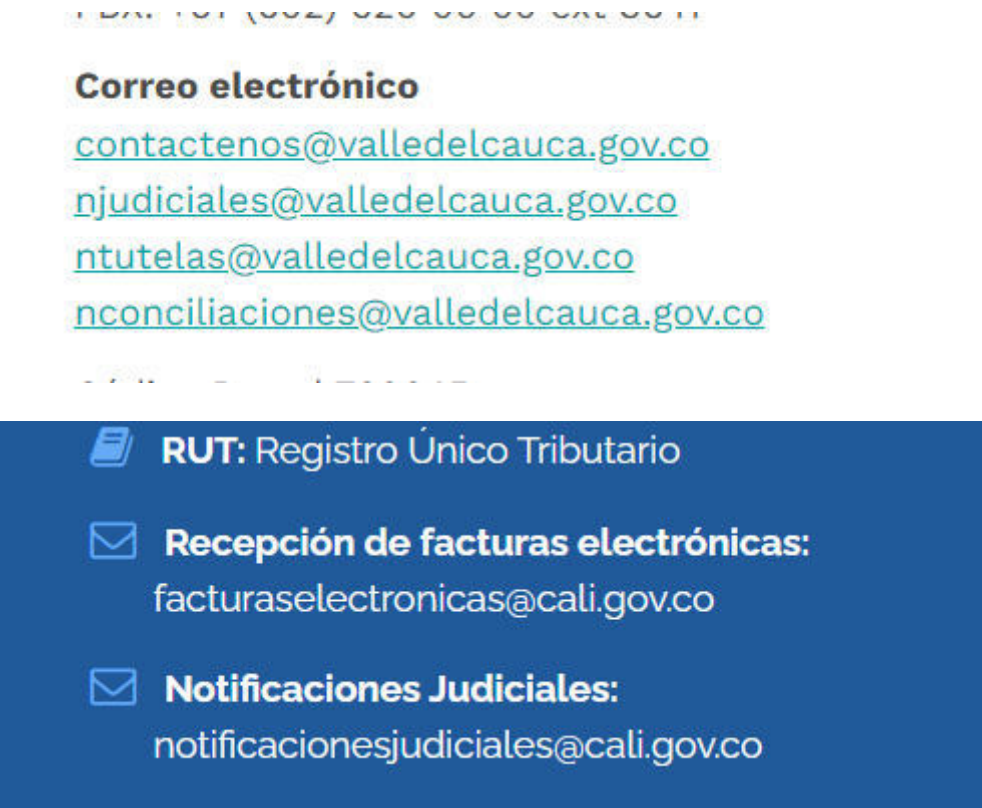 Correo electrónico
contactenos@valledelcauca.gov.co
njudiciales@valledelcauca.gov.co
ntutelas@valledelcauca.gov.co
nconciliaciones@valledelcauca.gov.co
RUT: Registro Único Tributario
Recepción de facturas electrónicas:
facturaselectronicas@cali.gov.co
Notificaciones Judiciales:
notificacionesjudiciales@cali.gov.co